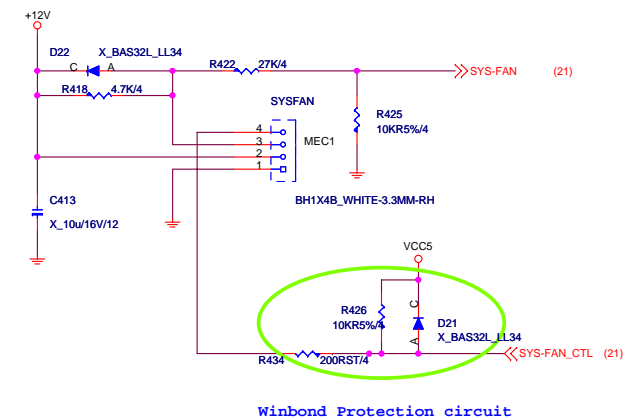 +12V
D22 X_BAS32L_LL34
C A
R422 27K/4
SYS-FAN (21)
R418 4.7K/4
SYSFAN
R425
10KR5%/4
4
3
2
1
MEC1
C413
X_10u/16V/12
BH1X4B_WHITE-3.3MM-RH
VCC5
C
R426
10KR5%/4
D21
X_BAS32L_LL34
A
R434 200RST/4
SYS-FAN_CTL (21)
Winbond Protection circuit